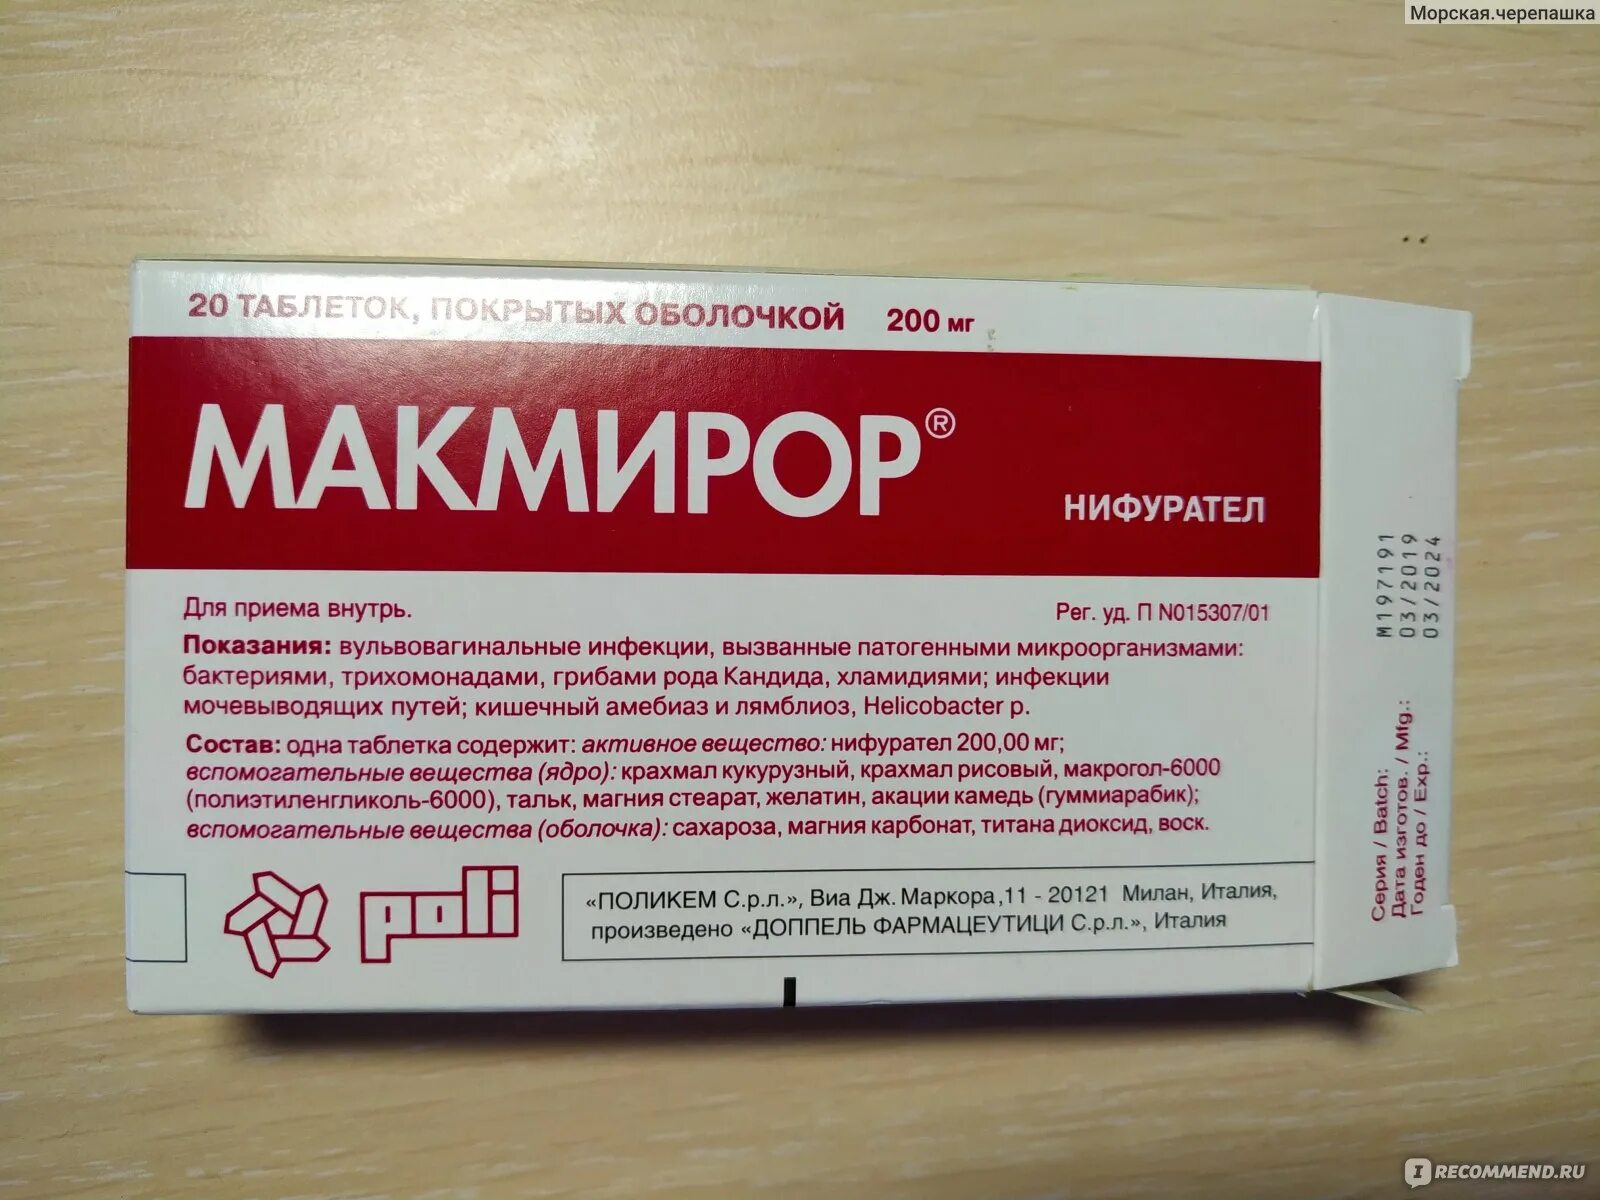 Морская.черепашка
20 ТАБЛЕТОК, ПОКРЫТЫХ ОБОЛОЧКОЙ 200 мг
МАКМИРОР®
НИФУРАТЕЛ
Для приема внутрь.
Рег. уд. П N015307/01
Показания: вульвовагинальные инфекции, вызванные патогенными микроорганизмами:
бактериями, трихомонадами, грибами рода Кандида, хламидиями; инфекции
мочевыводящих путей; кишечный амебиаз и лямблиоз, Helicobacter p.
Состав: одна таблетка содержит: активное вещество: нифурател 200,00 мг;
вспомогательные вещества (ядро): крахмал кукурузный, крахмал рисовый, макрогол-6000
(полиэтиленгликоль-6000), тальк, магния стеарат, желатин, акации камедь (гуммиарабик);
вспомогательные вещества (оболочка): сахароза, магния карбонат, титана диоксид, воск.
poli
«ПОЛИКЕМ С.р.л.», Виа Дж. Маркора,11 - 20121 Милан, Италия,
произведено «ДОППЕЛЬ ФАРМАЦЕУТИЦИ С.р.л.», Италия
Серия / Batch: M197191
Дата изготов. / Mfg.: 03/2019
Годен до / Exp.: 03/2024
IRECOMMEND.RU